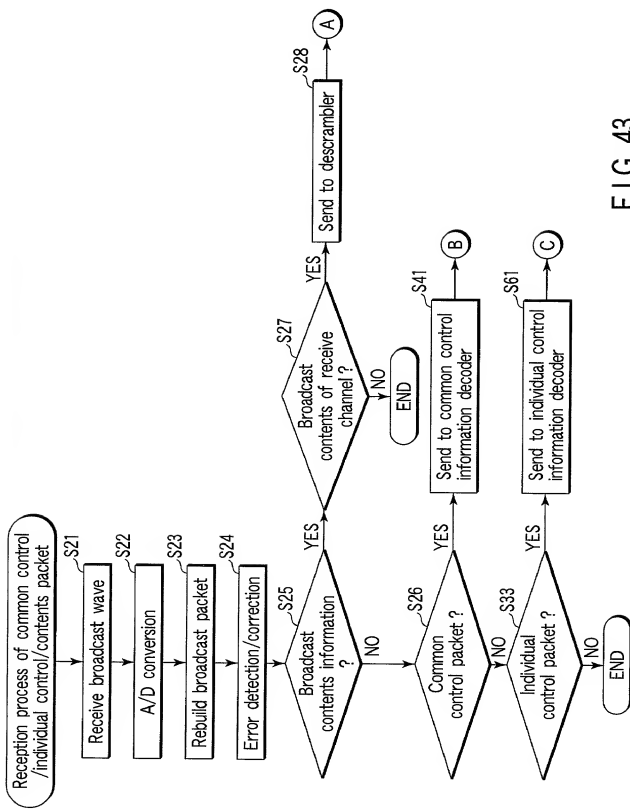 Reception process of common control
/individual control/contents packet
S21
Receive broadcast wave
S22
A/D conversion
S23
Rebuild broadcast packet
S24
Error detection/correction
S25
Broadcast
contents information
?
YES
NO
S27
Broadcast
contents of receive
channel ?
YES
NO
END
S28
Send to descrambler
A
S26
Common
control packet ?
YES
NO
S41
Send to common control
information decoder
B
S33
Individual
control packet ?
YES
NO
END
S61
Send to individual control
information decoder
C
FIG. 43